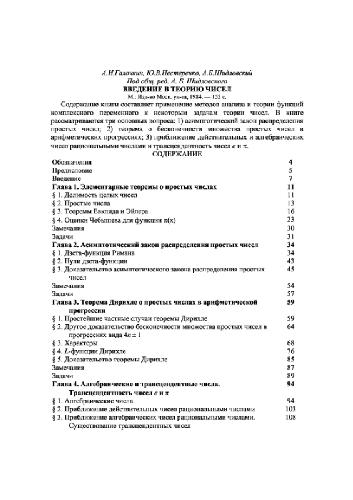 А.И.Галочкин, Ю.В.Нестеренко, А.Б.Шидловский
Под общ. ред. А. Б. Шидловского
ВВЕДЕНИЕ В ТЕОРИЮ ЧИСЕЛ
М.: Изд-во Моск. ун-та, 1984. — 152 с.
Содержание книги составляет применение методов анализа и теории функций
комплексного переменного к некоторым задачам теории чисел. В книге
рассматриваются три основных вопроса: 1) асимптотический закон распределения
простых чисел; 2) теорема о бесконечности множества простых чисел в
арифметических прогрессиях; 3) приближение действительных и алгебраических
чисел рациональными числами и трансцендентность чисел e и π.
СОДЕРЖАНИЕ
Обозначения 4
Предисловие 5
Введение 7
Глава 1. Элементарные теоремы о простых числах 11
§ 1. Делимость целых чисел 11
§ 2. Простые числа 13
§ 3. Теоремы Евклида и Эйлера 16
§ 4. Оценки Чебышева для функции π(x) 23
Замечания 30
Задачи 31
Глава 2. Асимптотический закон распределения простых чисел 34
§ 1. Дзета-функция Римана 34
§ 2. Нули дзета-функции 43
§ 3. Доказательство асимптотического закона распределения простых 45
чисел
Замечания 54
Задачи 57
Глава 3. Теорема Дирихле о простых числах в арифметической 59
прогрессии
§ 1. Простейшие частные случаи теоремы Дирихле 59
§ 2. Другое доказательство бесконечности множества простых чисел в 64
прогрессиях вида 4n ± 1
§ 3. Характеры 68
§ 4. L-функции Дирихле 76
§ 5. Доказательство теоремы Дирихле 85
Замечания 87
Задачи 89
Глава 4. Алгебраические и трансцендентные числа. 94
Трансцендентность чисел e и π
§ 1. Алгебраические числа 94
§ 2. Приближение действительных чисел рациональными числами 103
§ 3. Приближение алгебраических чисел рациональными числами. 108
Существование трансцендентных чисел